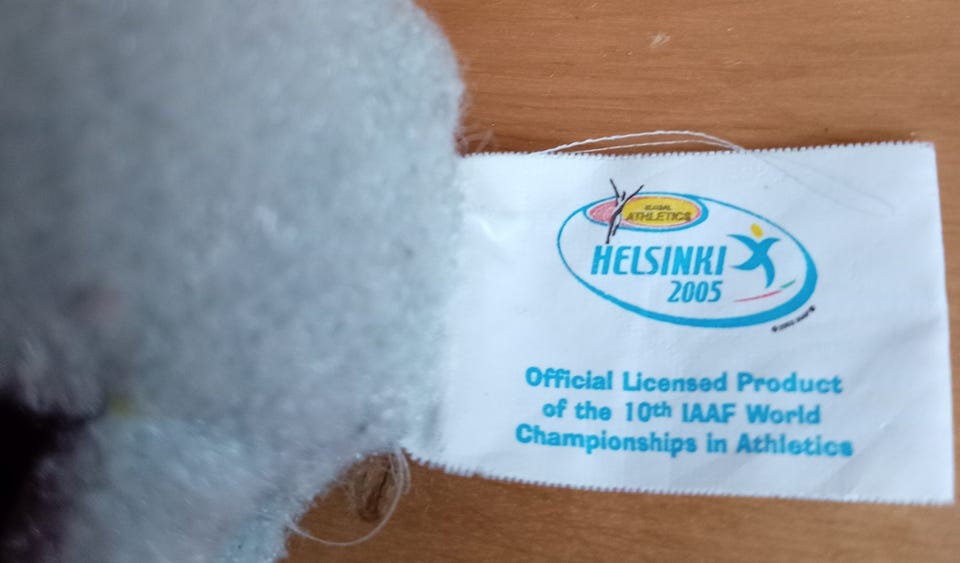 ATHLETICS
HELSINKI
2005
Official Licensed Product
of the 10th IAAF World
Championships in Athletics